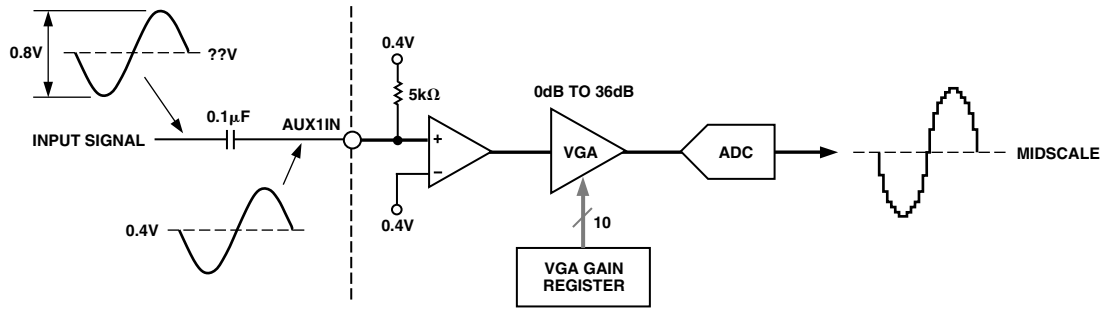 0.8V
??V
0.1μF
INPUT SIGNAL
AUX1IN
0.4V
0.4V
5kΩ
+
–
0.4V
0dB TO 36dB
VGA
10
VGA GAIN
REGISTER
ADC
MIDSCALE